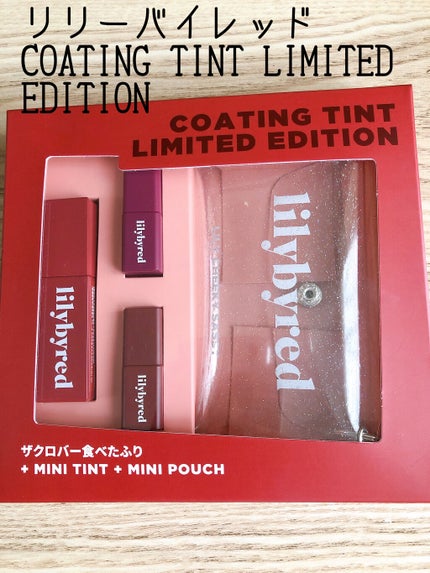 リリーバイレッド
COATING TINT LIMITED
EDITION
COATING TINT
LIMITED EDITION
lilybyred
lilybyred
lilybyred
lilybyred
ザクロバー食べたふり
+ MINI TINT + MINI POUCH